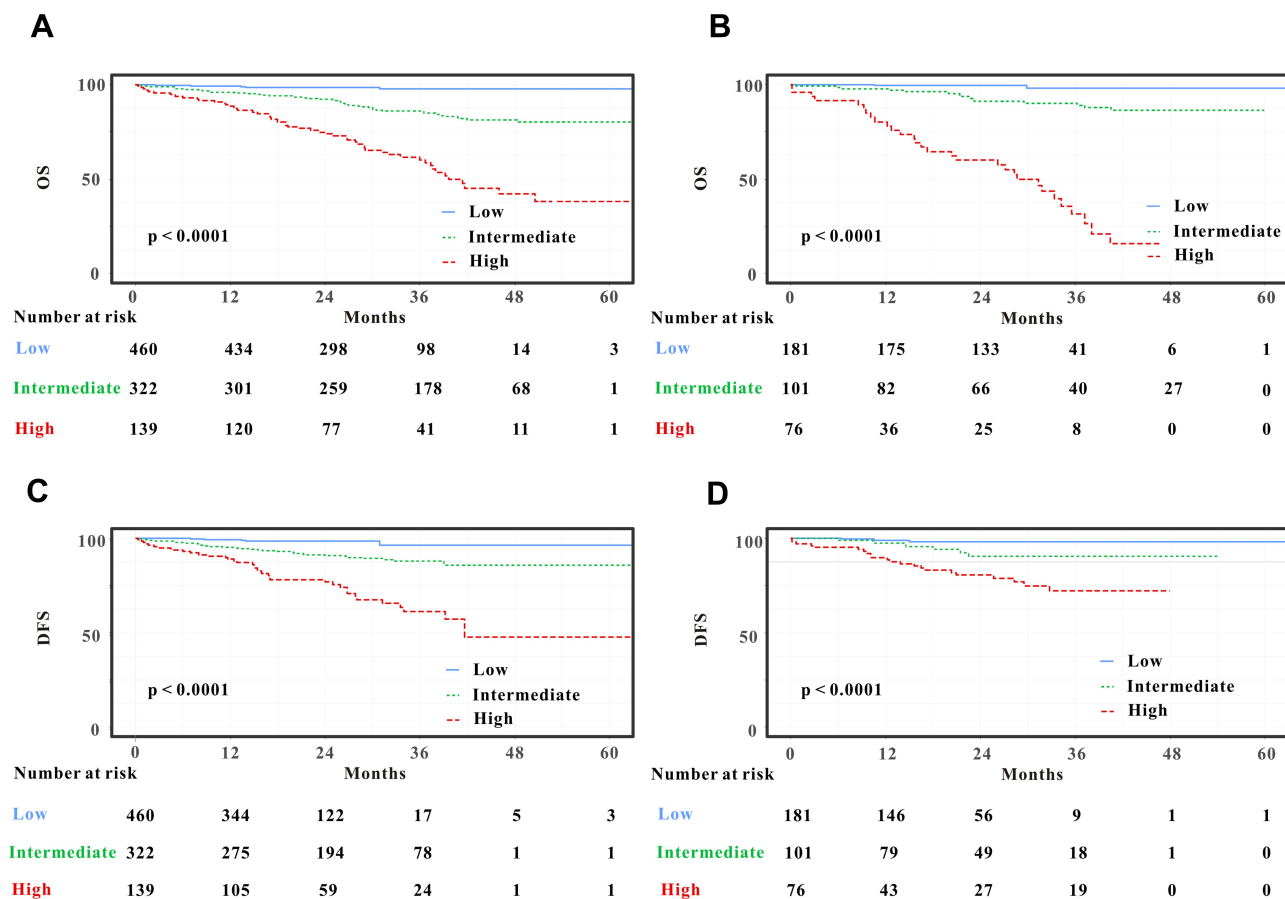 A
100
50
0
OS
p < 0.0001
Low
Intermediate
High
0 12 24 36 48 60
Number at risk
Months
Low 460 434 298 98 14 3
Intermediate 322 301 259 178 68 1
High 139 120 77 41 11 1
B
100
50
0
OS
p < 0.0001
Low
Intermediate
High
0 12 24 36 48 60
Number at risk
Months
Low 181 175 133 41 6 1
Intermediate 101 82 66 40 27 0
High 76 36 25 8 0 0
C
100
50
0
DFS
p < 0.0001
Low
Intermediate
High
0 12 24 36 48 60
Number at risk
Months
Low 460 344 122 17 5 3
Intermediate 322 275 194 78 1 1
High 139 105 59 24 1 1
D
100
50
0
DFS
p < 0.0001
Low
Intermediate
High
0 12 24 36 48 60
Number at risk
Months
Low 181 146 56 9 1 1
Intermediate 101 79 49 18 1 0
High 76 43 27 19 0 0